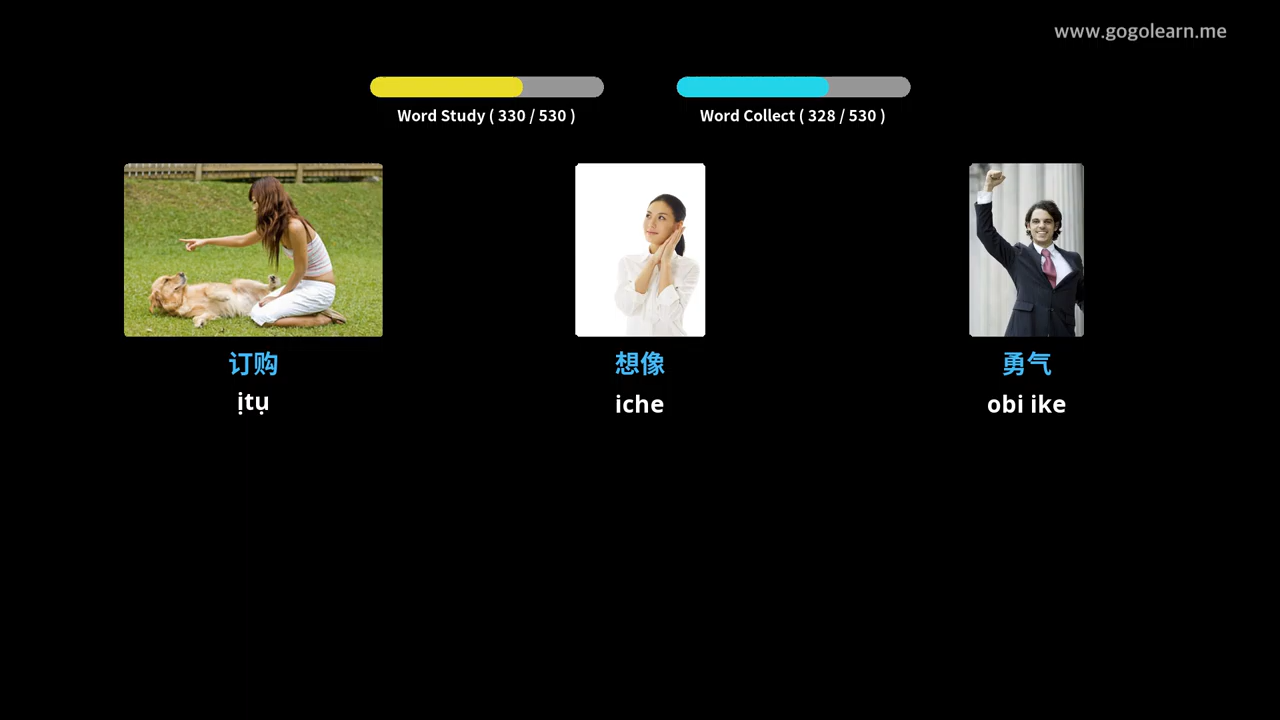 www.gogolearn.me
Word Study ( 330 / 530 )
Word Collect ( 328 / 530 )
订购
想像
勇气
ịtụ
iche
obi ike